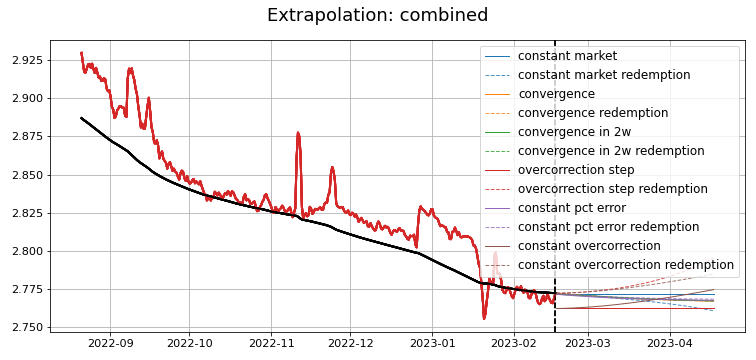 Extrapolation: combined
2.925
2.900
2.875
2.850
2.825
2.800
2.775
2.750
constant market
constant market redemption
convergence
convergence redemption
convergence in 2w
convergence in 2w redemption
overcorrection step
overcorrection step redemption
constant pct error
constant pct error redemption
constant overcorrection
constant overcorrection redemption
2022-09 2022-10 2022-11 2022-12 2023-01 2023-02 2023-03 2023-04